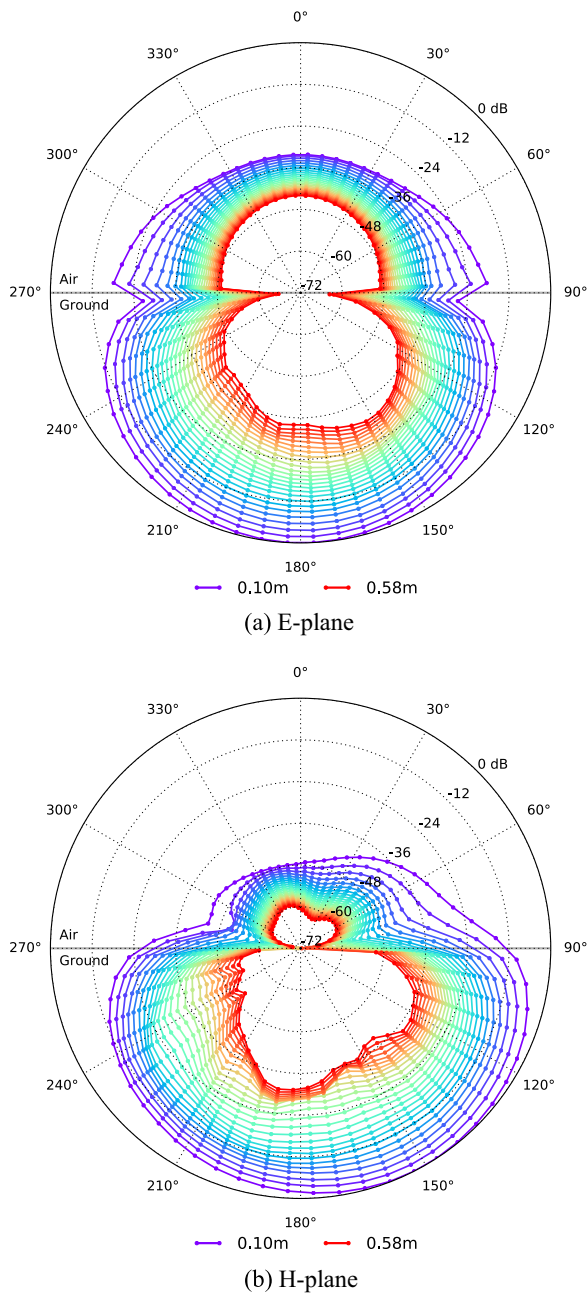 0°
330° 30°
0 dB
-12
300° 60°
-24
-36
-48
-60
Air -72
270° 90°
Ground
240° 120°
210° 150°
180°
0.10m 0.58m
(a) E-plane
0°
330° 30°
0 dB
-12
300° 60°
-24
-36
-48
-60
Air -72
270° 90°
Ground
240° 120°
210° 150°
180°
0.10m 0.58m
(b) H-plane